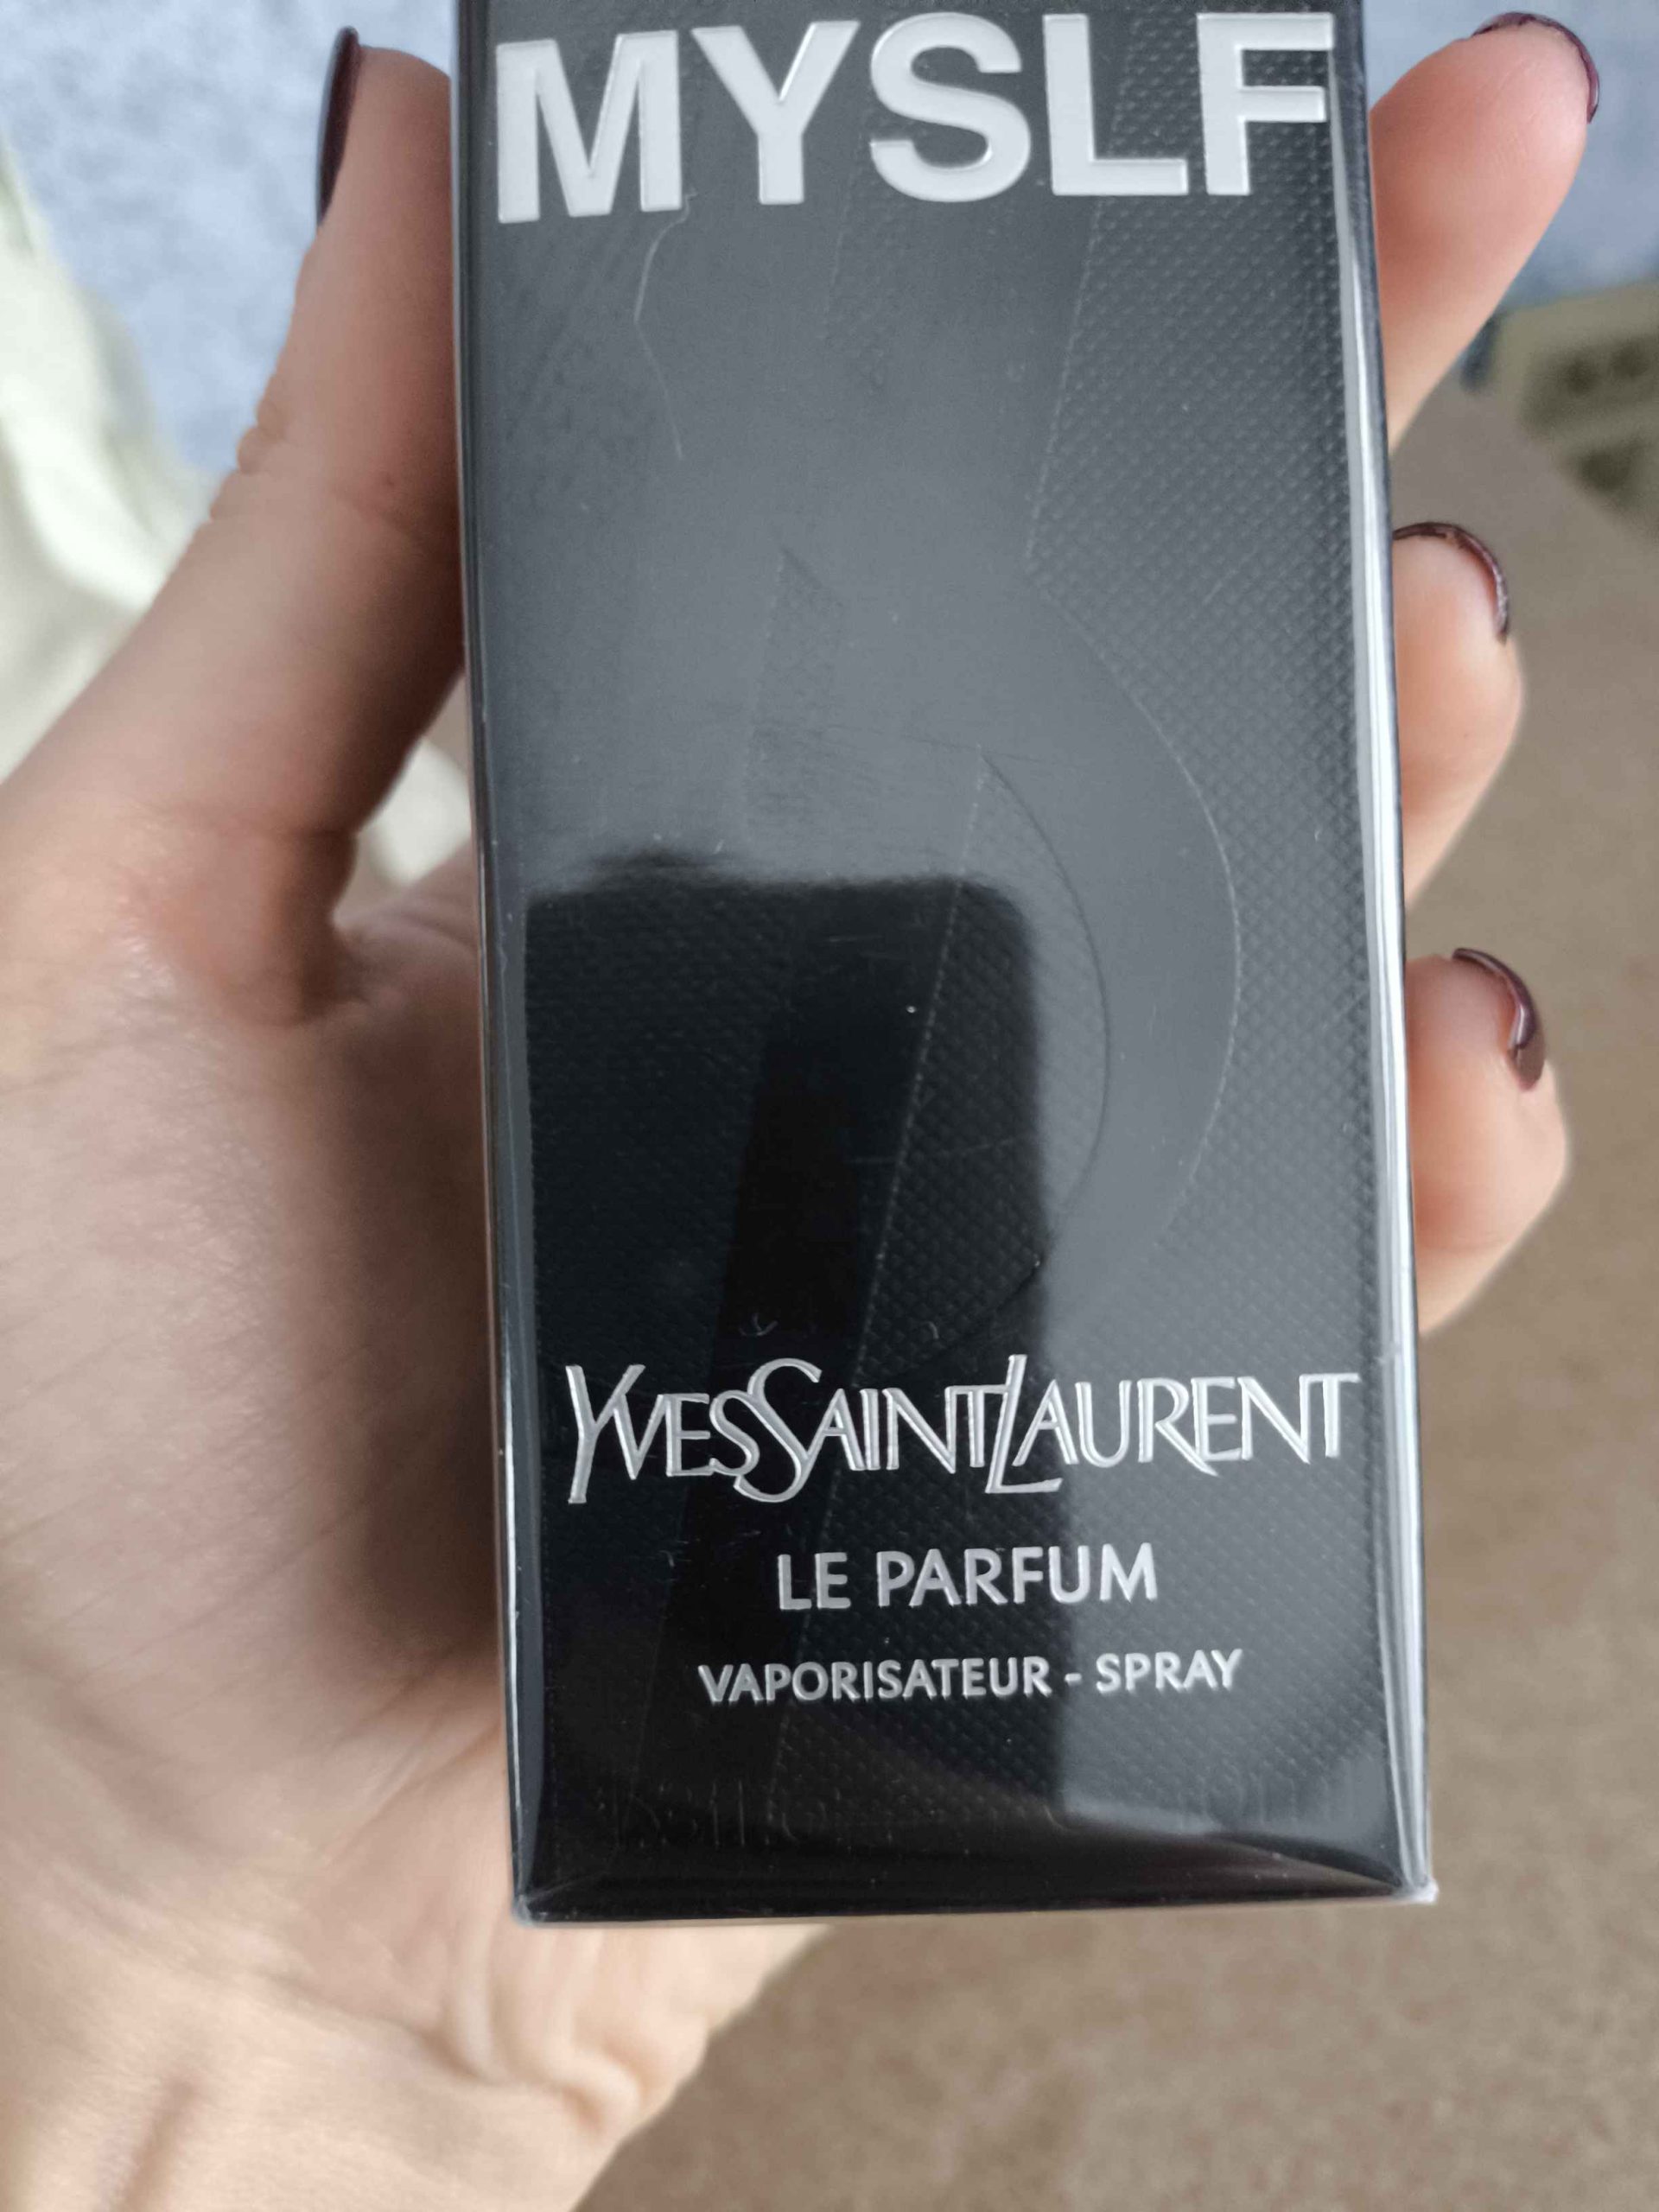 MYSLF
YVESSAINTLAURENT
LE PARFUM
VAPORISATEUR - SPRAY